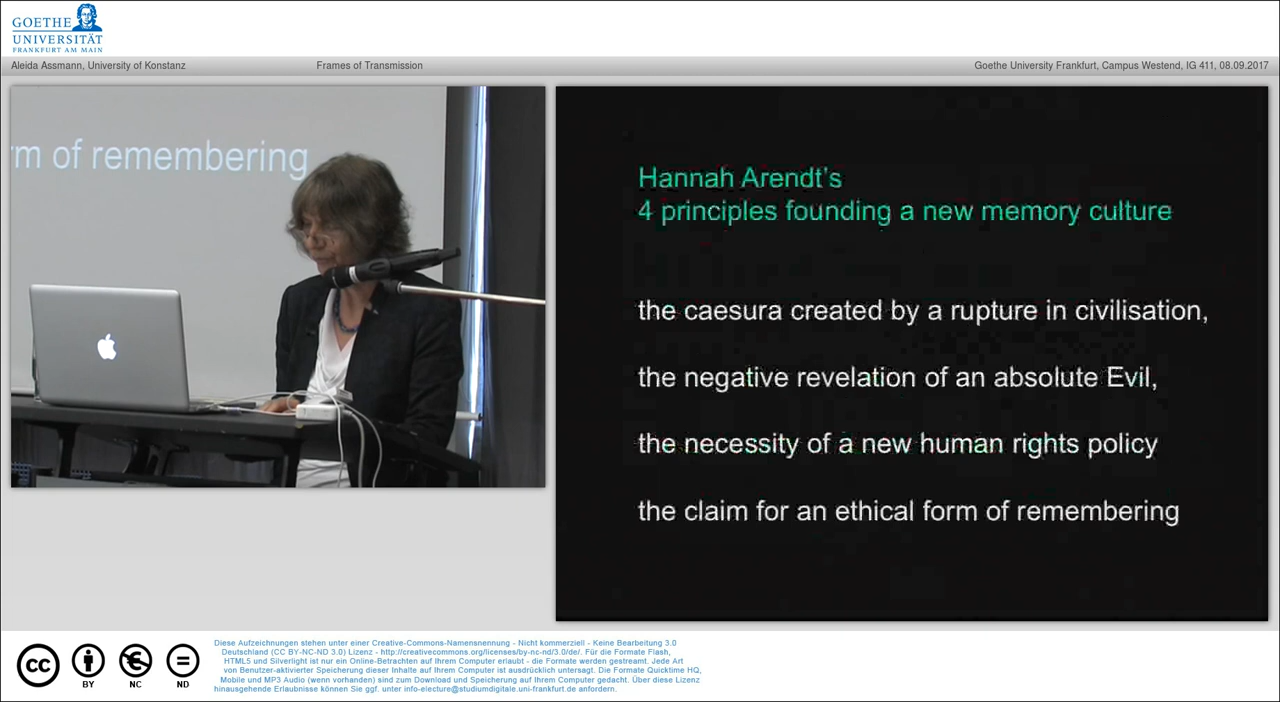 GOETHE
UNIVERSITÄT
FRANKFURT AM MAIN
Aleida Assmann, University of Konstanz
Frames of Transmission
Goethe University Frankfurt, Campus Westend, IG 411, 08.09.2017
rm of remembering
Hannah Arendt's
4 principles founding a new memory culture
the caesura created by a rupture in civilisation,
the negative revelation of an absolute Evil,
the necessity of a new human rights policy
the claim for an ethical form of remembering
cc
BY
NC
ND
Diese Aufzeichnungen stehen unter einer Creative-Commons-Namensnennung - Nicht kommerziell - Keine Bearbeitung 3.0
Deutschland (CC BY-NC-ND 3.0) Lizenz - http://creativecommons.org/licenses/by-nc-nd/3.0/de/. Für die Formate Flash,
HTML5 und Silverlight ist nur ein Online-Betrachten auf Ihrem Computer erlaubt - die Formate werden gestreamt. Jede Art
von Benutzer-aktivierter Speicherung dieser Inhalte auf Ihrem Computer ist ausdrücklich untersagt. Die Formate Quicktime HQ,
Mobile und MP3 Audio (wenn vorhanden) sind zum Download und Speicherung auf Ihrem Computer gedacht. Über diese Lizenz
hinausgehende Erlaubnisse können Sie ggf. unter info-electure@studiumdigitale.uni-frankfurt.de anfordern.